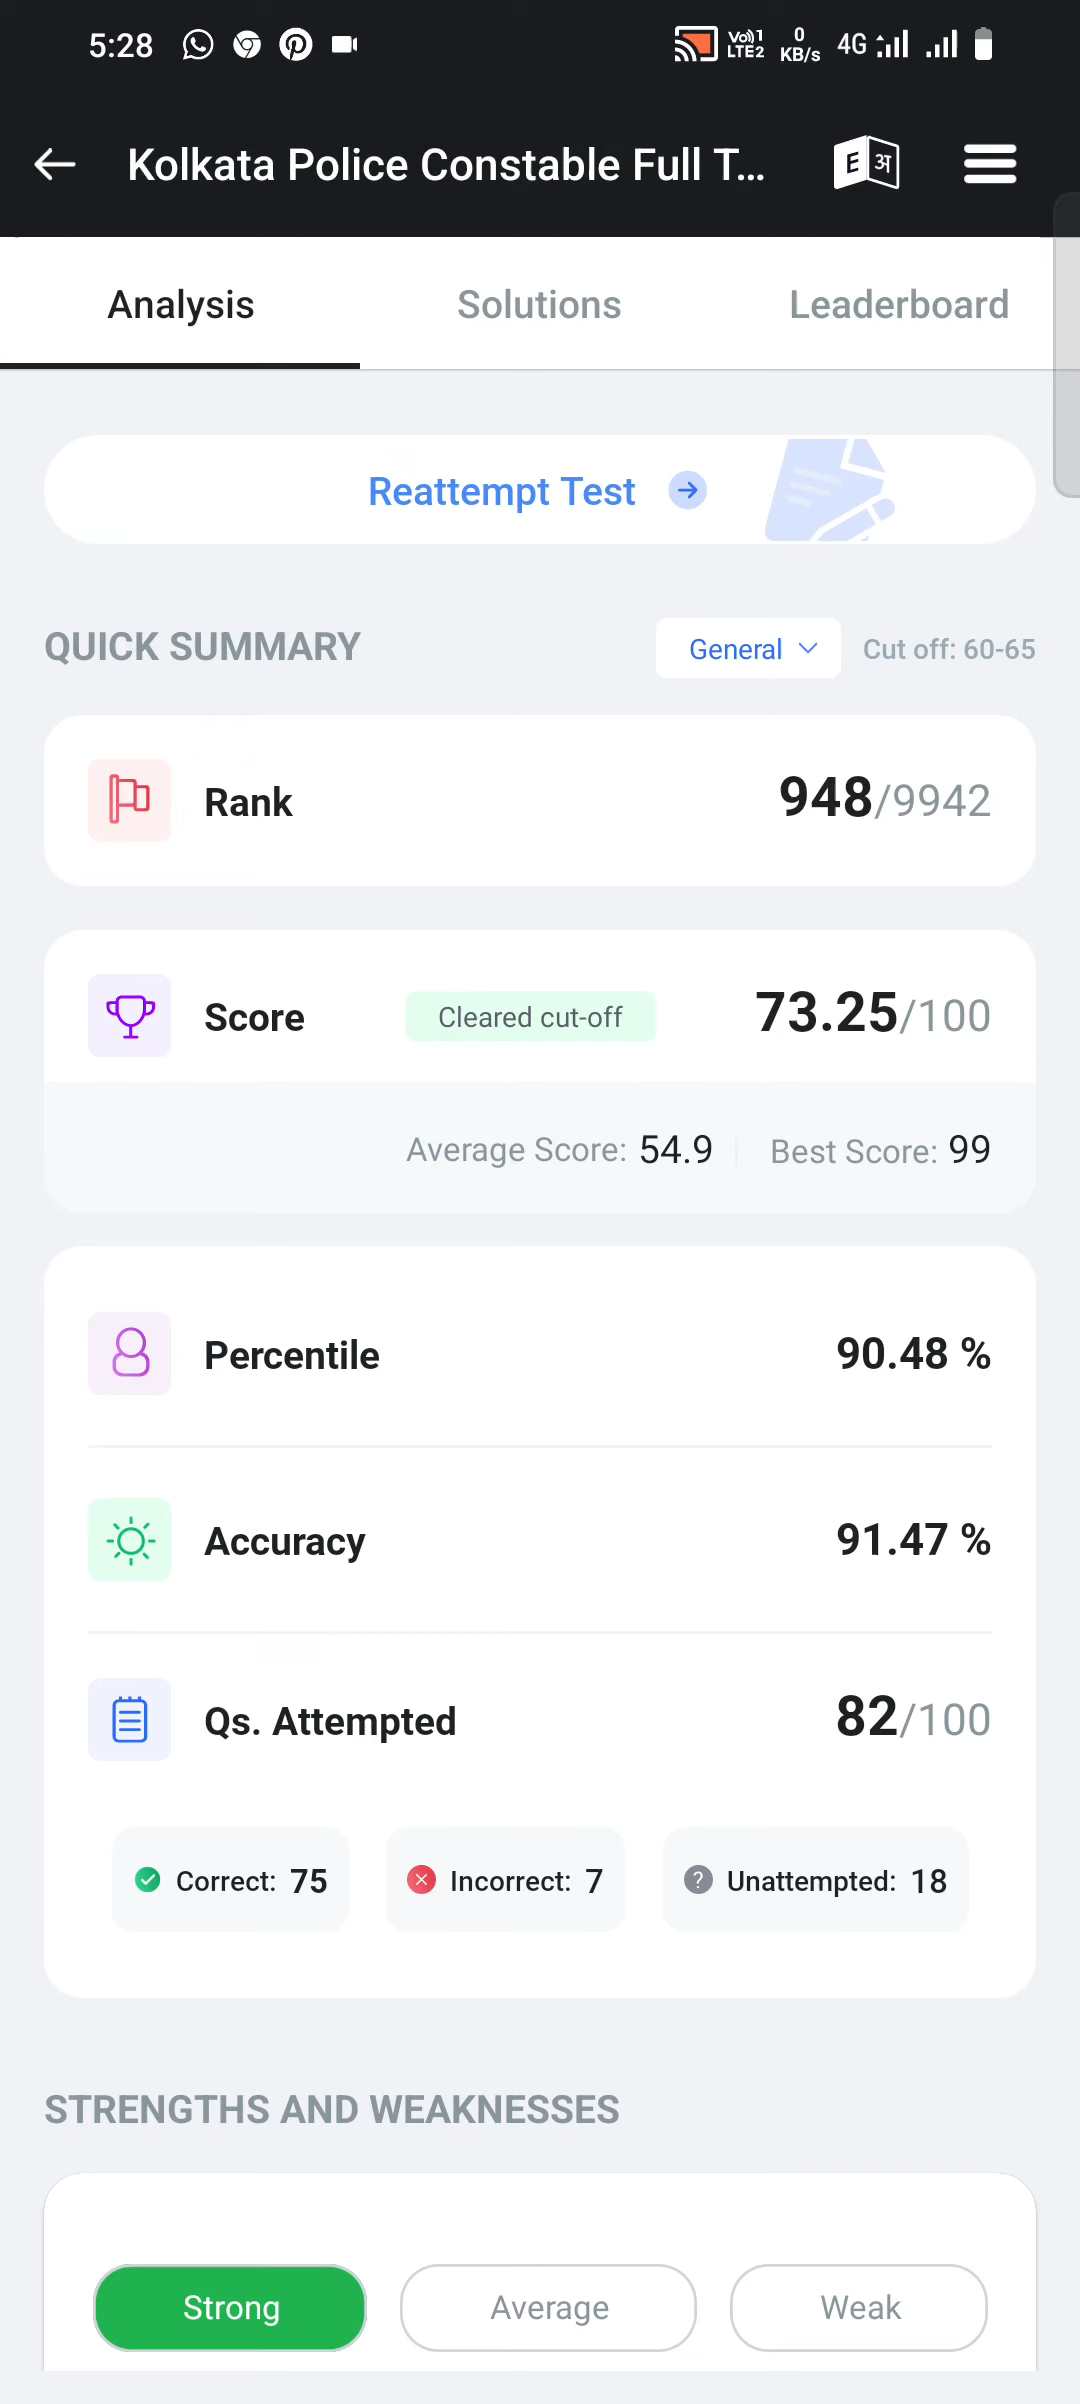 5:28 Vo))1 LTE2 0 KB/s 4G
Kolkata Police Constable Full T... E अ
Analysis Solutions Leaderboard
Reattempt Test
QUICK SUMMARY General Cut off: 60-65
Rank 948/9942
Score Cleared cut-off 73.25/100
Average Score: 54.9 Best Score: 99
Percentile 90.48 %
Accuracy 91.47 %
Qs. Attempted 82/100
Correct: 75 Incorrect: 7 Unattempted: 18
STRENGTHS AND WEAKNESSES
Strong Average Weak